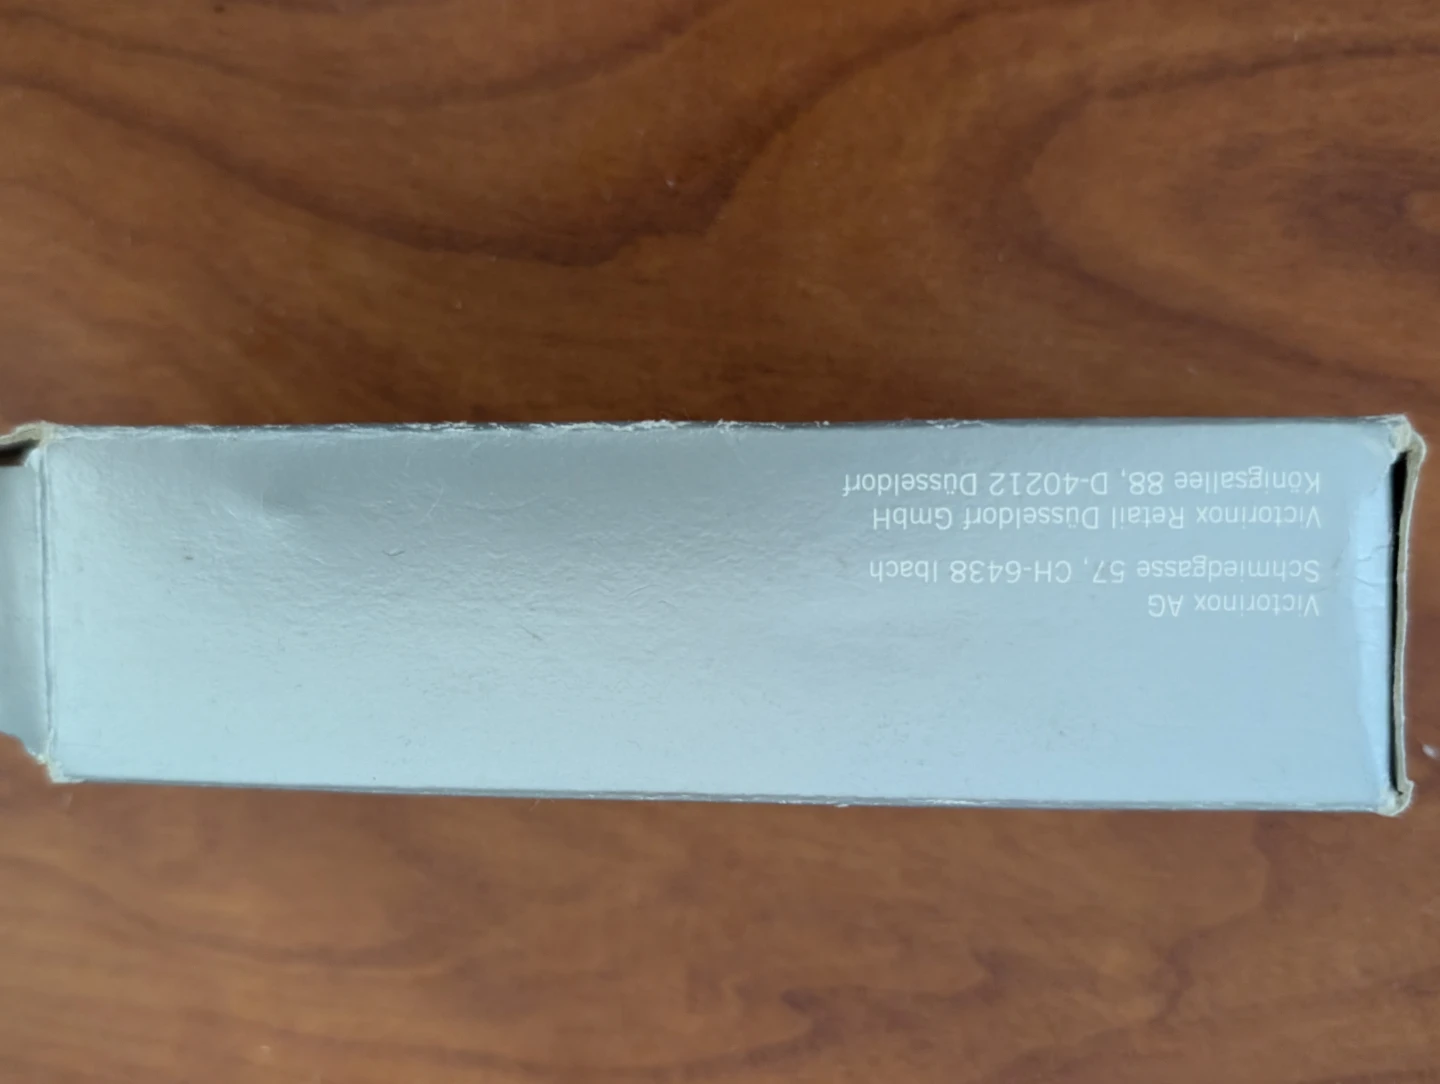 Victorinox AG
Schmiedgasse 57, CH-6438 Ibach
Victorinox Retail Düsseldorf GmbH
Königsallee 88, D-40212 Düsseldorf